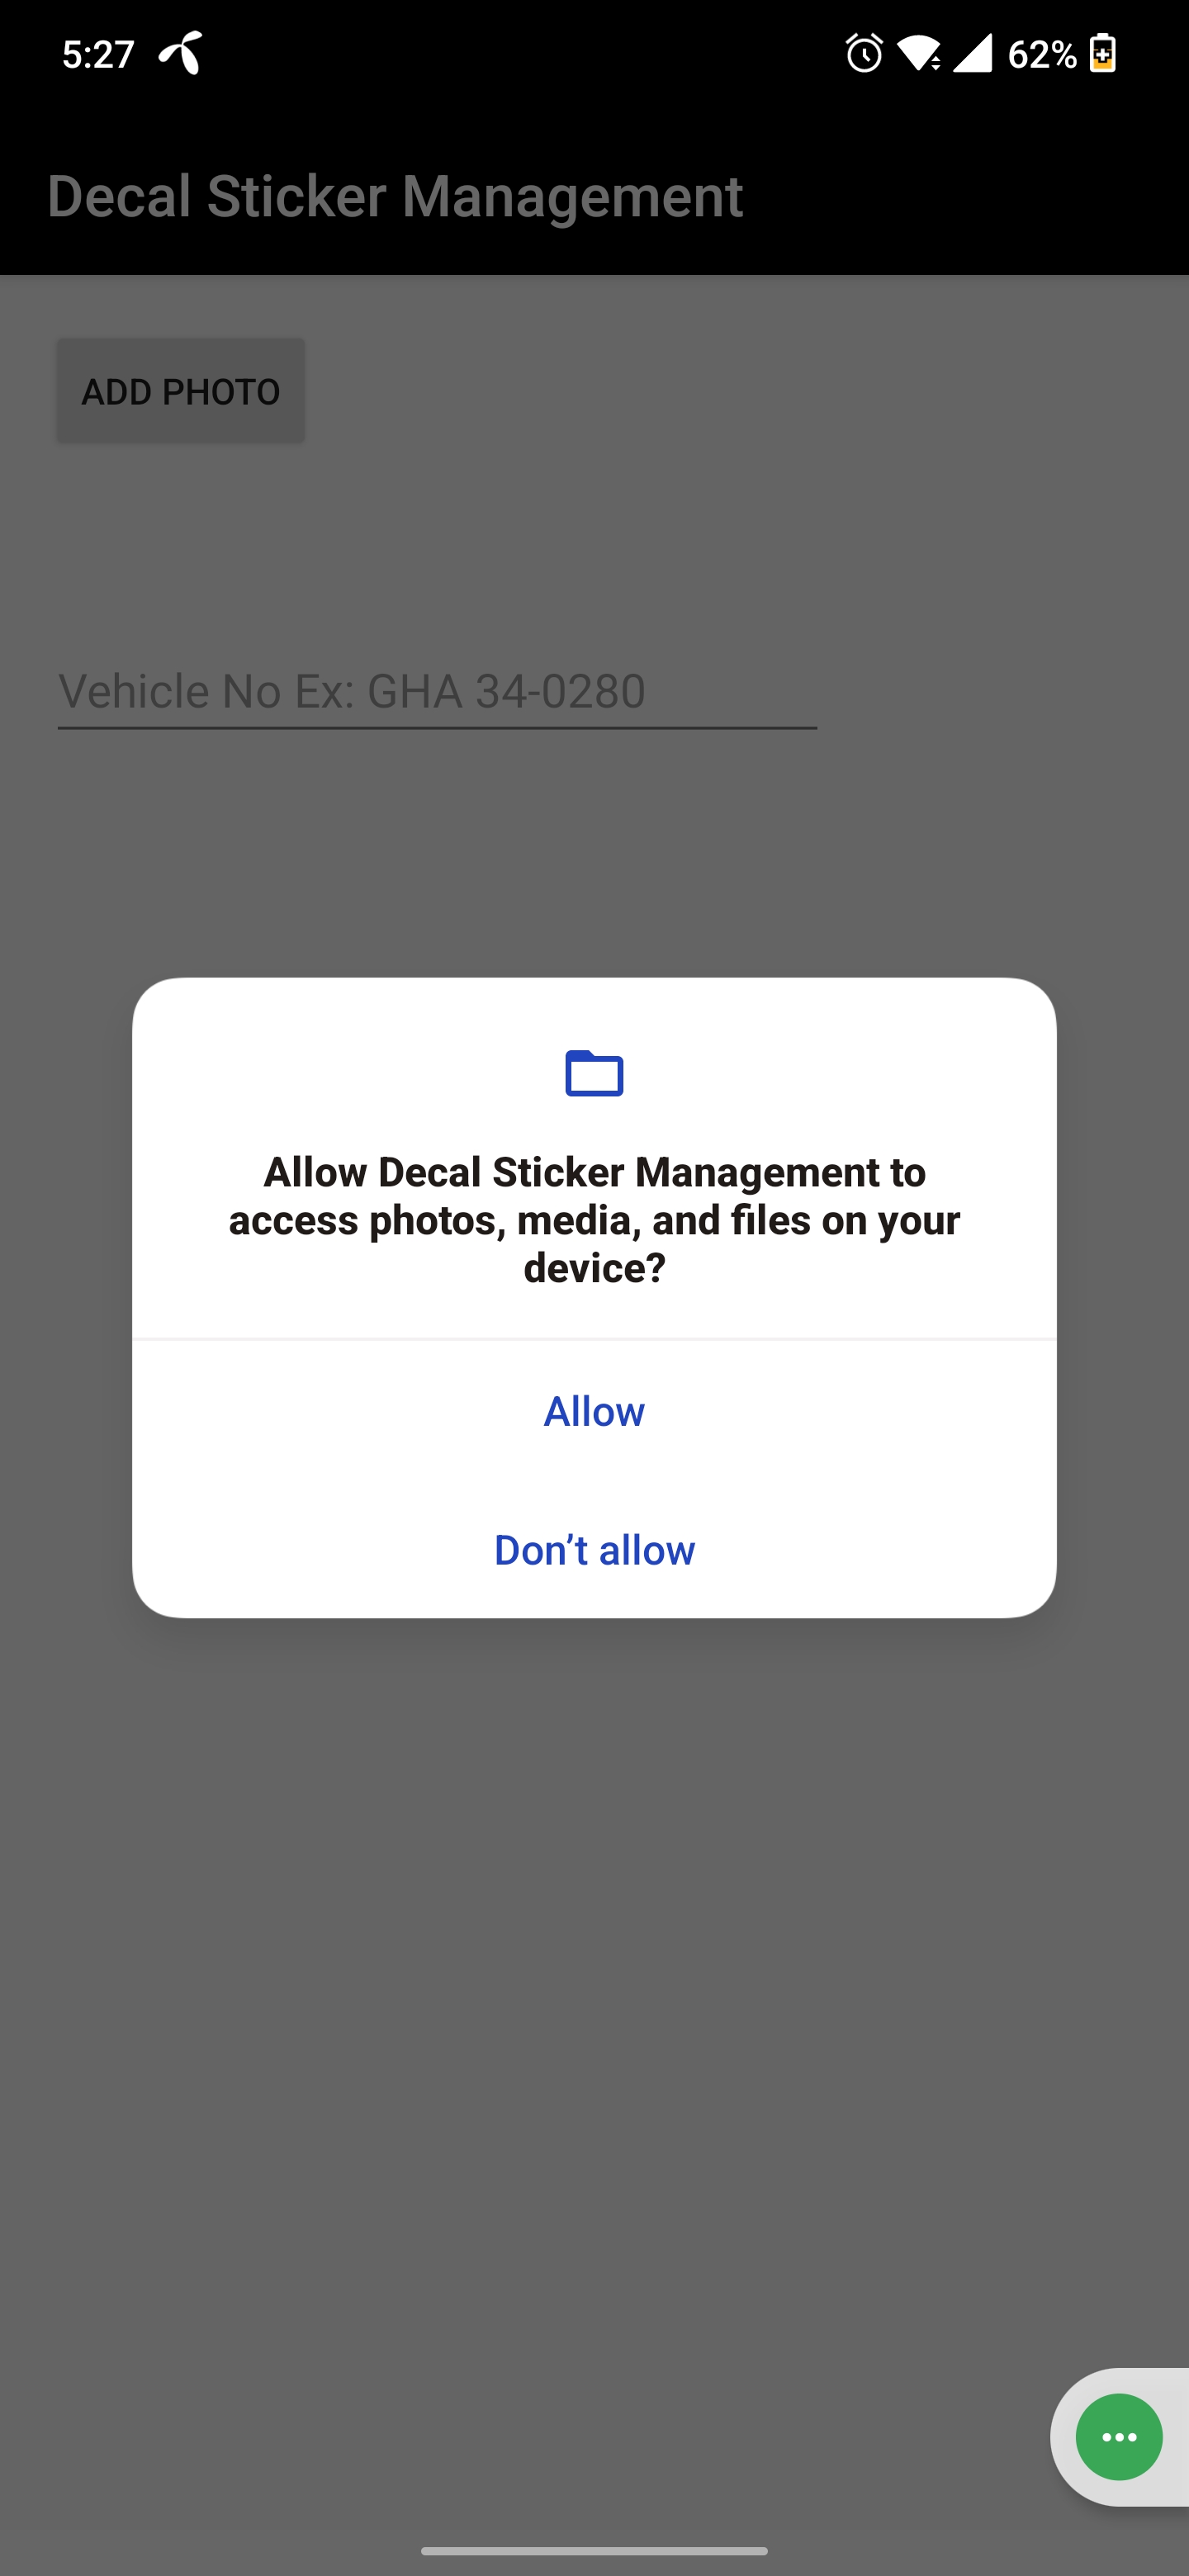 5:27
62%
Decal Sticker Management
ADD PHOTO
Vehicle No Ex: GHA 34-0280
Allow Decal Sticker Management to
access photos, media, and files on your
device?
Allow
Don’t allow